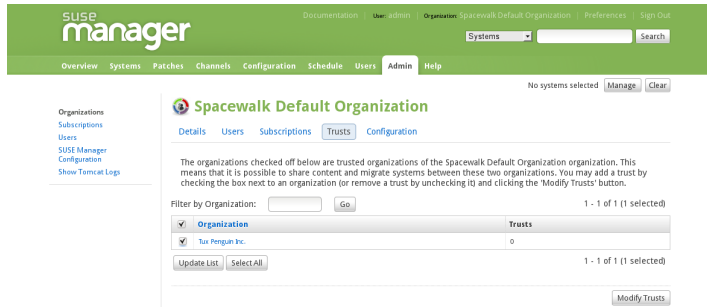 SUSE
manager
Documentation | User: admin | Organization: Spacewalk Default Organization | Preferences | Sign Out
Systems Search
Overview Systems Patches Channels Configuration Schedule Users Admin Help
No systems selected Manage Clear
Organizations
Subscriptions
Users
SUSE Manager
Configuration
Show Tomcat Logs
Spacewalk Default Organization
Details Users Subscriptions Trusts Configuration
The organizations checked off below are trusted organizations of the Spacewalk Default Organization organization. This
means that it is possible to share content and migrate systems between these two organizations. You may add a trust by
checking the box next to an organization (or remove a trust by unchecking it) and clicking the 'Modify Trusts' button.
Filter by Organization: Go 1 - 1 of 1 (1 selected)
Organization Trusts
Tux Penguin Inc. 0
Update List Select All 1 - 1 of 1 (1 selected)
Modify Trusts